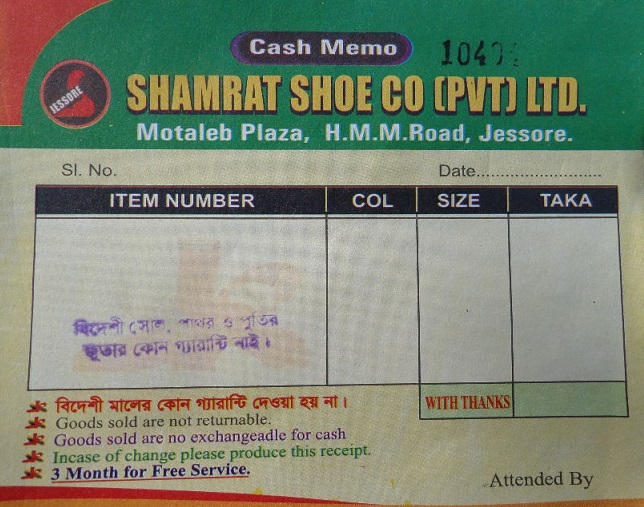 Cash Memo
JESSORE
SHAMRAT SHOE CO (PVT) LTD.
Motaleb Plaza, H.M.M.Road, Jessore.
Sl. No. Date..........................
ITEM NUMBER COL SIZE TAKA
বিদেশী সোল, পাথর ও পুতির
জুতার কোন গ্যারান্টি নাই।
বিদেশী মালের কোন গ্যারান্টি দেওয়া হয় না। WITH THANKS
Goods sold are not returnable.
Goods sold are no exchangeadle for cash
Incase of change please produce this receipt.
3 Month for Free Service.
Attended By